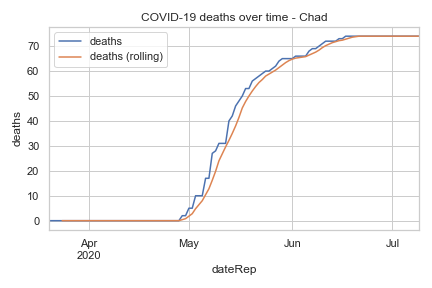 COVID-19 deaths over time - Chad
deaths
deaths (rolling)
deaths
70
60
50
40
30
20
10
0
Apr
2020
May
Jun
Jul
dateRep